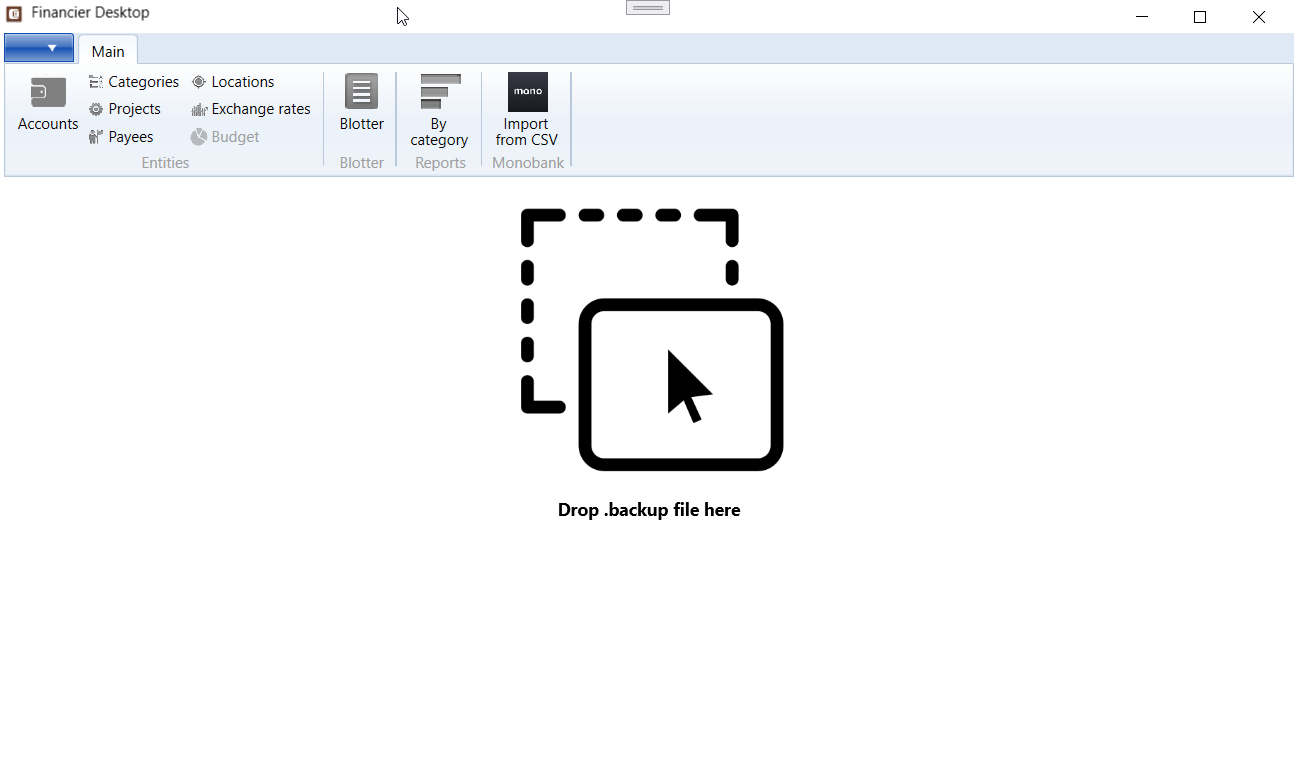 Financier Desktop
Main
Accounts
Categories
Projects
Payees
Locations
Exchange rates
Budget
Entities
Blotter
Blotter
By
category
Reports
mono
Import
from CSV
Monobank
Drop .backup file here